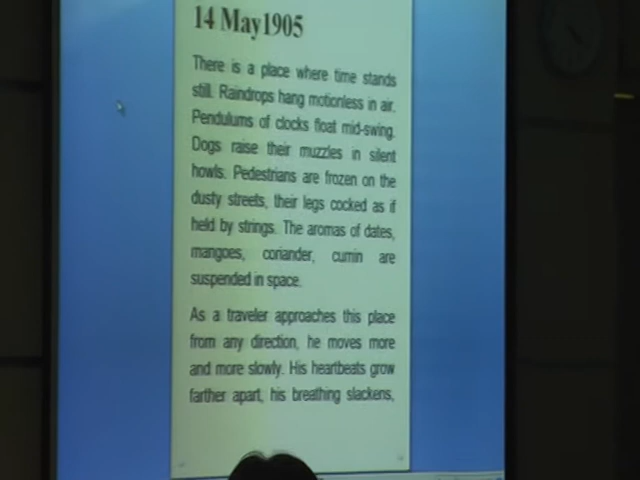 14 May1905
There is a place where time stands
still. Raindrops hang motionless in air.
Pendulums of clocks float mid-swing.
Dogs raise their muzzles in silent
howls. Pedestrians are frozen on the
dusty streets, their legs cocked as if
held by strings. The aromas of dates,
mangoes, coriander, cumin are
suspended in space.
As a traveler approaches this place
from any direction, he moves more
and more slowly. His heartbeats grow
farther apart, his breathing slackens,